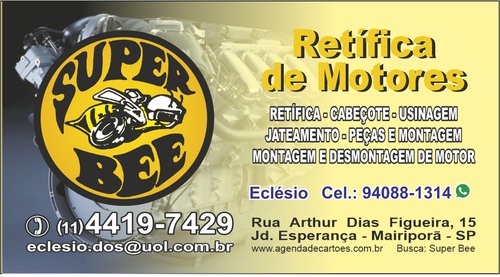 SUPER
BEE
Retífica
de Motores
RETÍFICA - CABEÇOTE - USINAGEM
JATEAMENTO - PEÇAS E MONTAGEM
MONTAGEM E DESMONTAGEM DE MOTOR
Eclésio Cel.: 94088-1314
(11) 4419-7429
eclesio.dos@uol.com.br
Rua Arthur Dias Figueira, 15
Jd. Esperança - Mairiporã - SP
www.agendadecartoes.com.br Busca: Super Bee